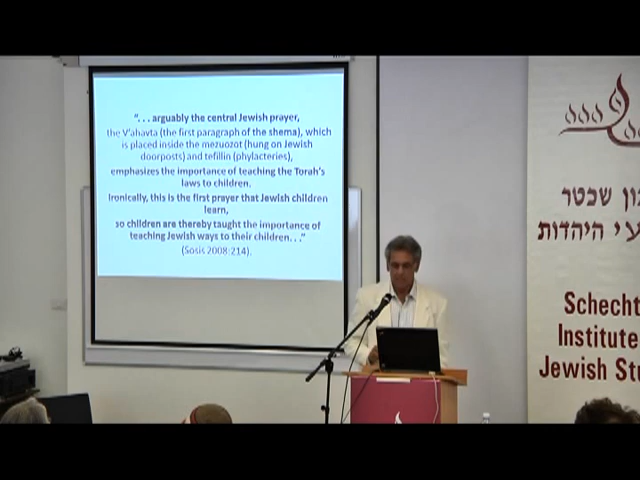 “. . . arguably the central Jewish prayer,
the V’ahavta (the first paragraph of the shema), which
is placed inside the mezuozot (hung on Jewish
doorposts) and tefillin (phylacteries),
emphasizes the importance of teaching the Torah’s
laws to children.
Ironically, this is the first prayer that Jewish children
learn,
so children are thereby taught the importance of
teaching Jewish ways to their children. . .”
(Sosis 2008:214).
ון שכטר
עי היהדות
Schecht
Institute
Jewish Stu